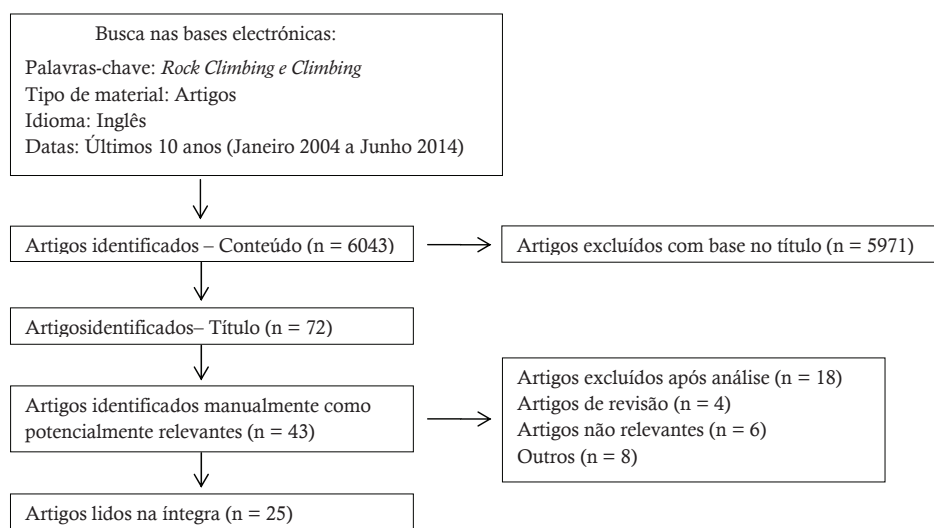 Busca nas bases electrónicas:
Palavras-chave: Rock Climbing e Climbing
Tipo de material: Artigos
Idioma: Inglês
Datas: Últimos 10 anos (Janeiro 2004 a Junho 2014)
Artigos identificados – Conteúdo (n = 6043)
Artigos excluídos com base no título (n = 5971)
Artigosidentificados– Título (n = 72)
Artigos identificados manualmente como
potencialmente relevantes (n = 43)
Artigos excluídos após análise (n = 18)
Artigos de revisão (n = 4)
Artigos não relevantes (n = 6)
Outros (n = 8)
Artigos lidos na íntegra (n = 25)